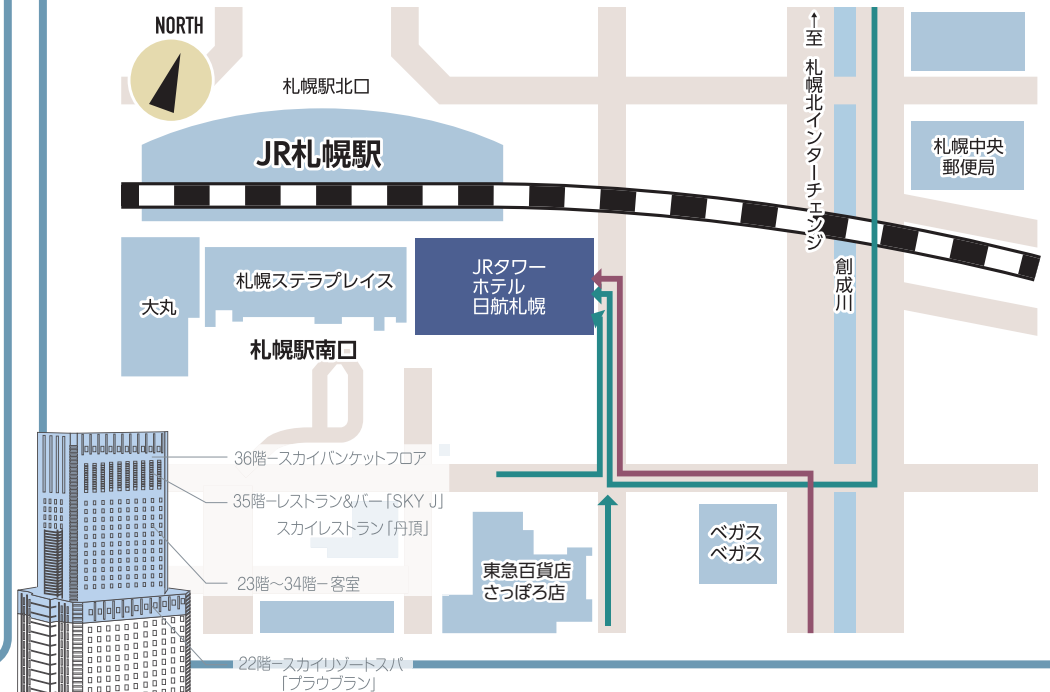 NORTH
札幌駅北口
JR札幌駅
←至 札幌北インターチェンジ
札幌中央
郵便局
創成川
大丸
札幌ステラプレイス
JRタワー
ホテル
日航札幌
札幌駅南口
36階−スカイバンケットフロア
35階−レストラン&バー「SKY J」
スカイレストラン「丹頂」
23階〜34階−客室
22階−スカイリゾートスパ
「プラウブラン」
東急百貨店
さっぽろ店
ベガス
ベガス